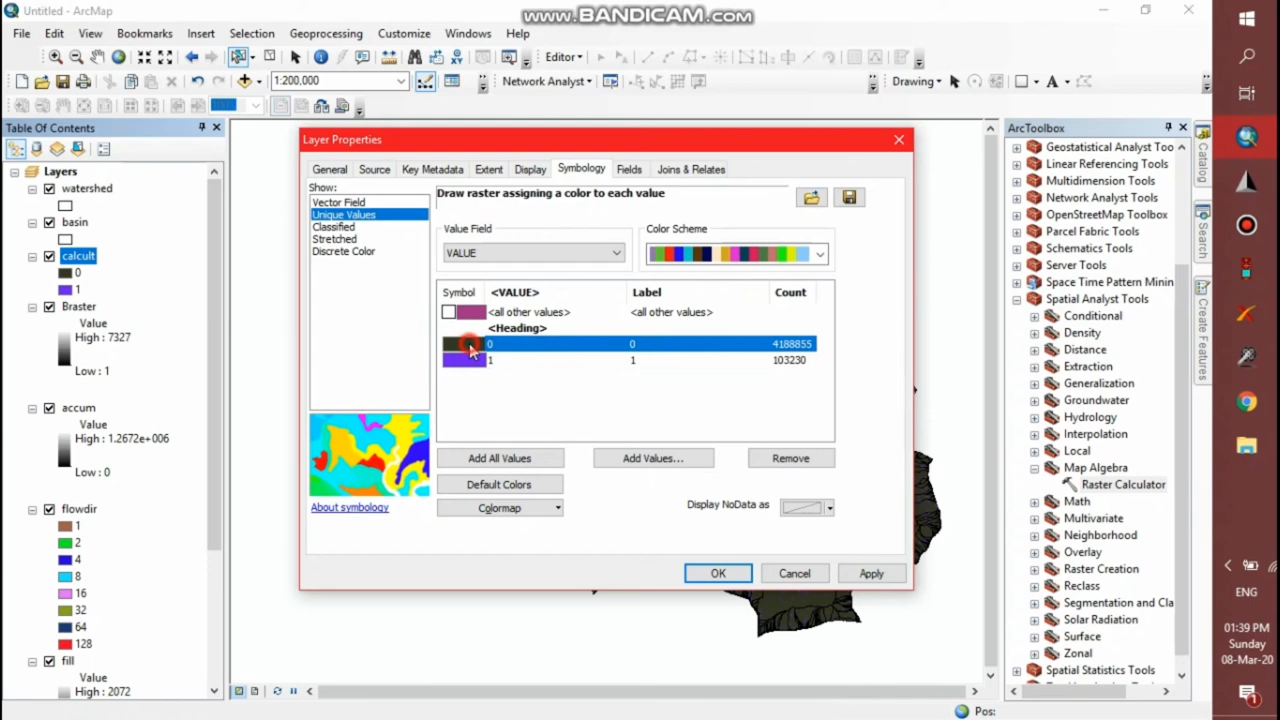 Untitled - ArcMap
www.BANDICAM.com
File Edit View Bookmarks Insert Selection Geoprocessing Customize Windows Help
Editor
1:200,000
Network Analyst
Drawing
A
Table Of Contents
Layers
watershed
basin
calcult
0
1
Braster
Value
High : 7327
Low : 1
accum
Value
High : 1.2672e+006
Low : 0
flowdir
1
2
4
8
16
32
64
128
fill
Value
High : 2072
Layer Properties
General Source Key Metadata Extent Display Symbology Fields Joins & Relates
Show:
Vector Field
Unique Values
Classified
Stretched
Discrete Color
About symbology
Draw raster assigning a color to each value
Value Field
VALUE
Color Scheme
Symbol <VALUE> Label Count
<all other values> <all other values>
<Heading>
0 0 4188855
1 1 103230
Add All Values Add Values... Remove
Default Colors
Colormap
Display NoData as
OK Cancel Apply
ArcToolbox
Geostatistical Analyst Too
Linear Referencing Tools
Multidimension Tools
Network Analyst Tools
OpenStreetMap Toolbox
Parcel Fabric Tools
Schematics Tools
Server Tools
Space Time Pattern Minin
Spatial Analyst Tools
Conditional
Density
Distance
Extraction
Generalization
Groundwater
Hydrology
Interpolation
Local
Map Algebra
Raster Calculator
Math
Multivariate
Neighborhood
Overlay
Raster Creation
Reclass
Segmentation and Cla
Solar Radiation
Surface
Zonal
Spatial Statistics Tools
Catalog
Search
Create Features
ENG
01:39 PM
Sunday
08-Mar-20
1
Pos: